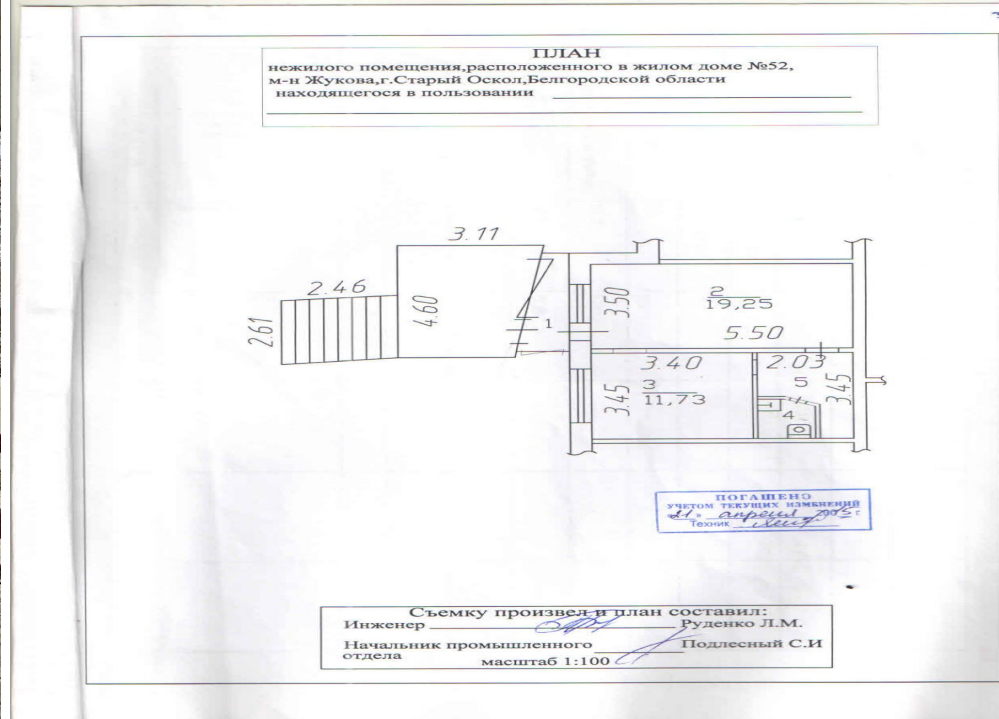 ПЛАН
нежилого помещения,расположенного в жилом доме №52,
м-н Жукова,г.Старый Оскол,Белгородской области
находящегося в пользовании
3.11
2.46
2.61
4.60
1
3.50
2
19,25
5.50
3.40
2.03
3.45
3
11,73
5
4
3.45
ПОГАШЕНО
УЧЕТОМ ТЕКУЩИХ ИЗМЕНЕНИЙ
21 » апреля г
Техник
Съемку произвел и план составил:
Инженер Руденко Л.М.
Начальник промышленного Подлесный С.И
отдела
масштаб 1:100